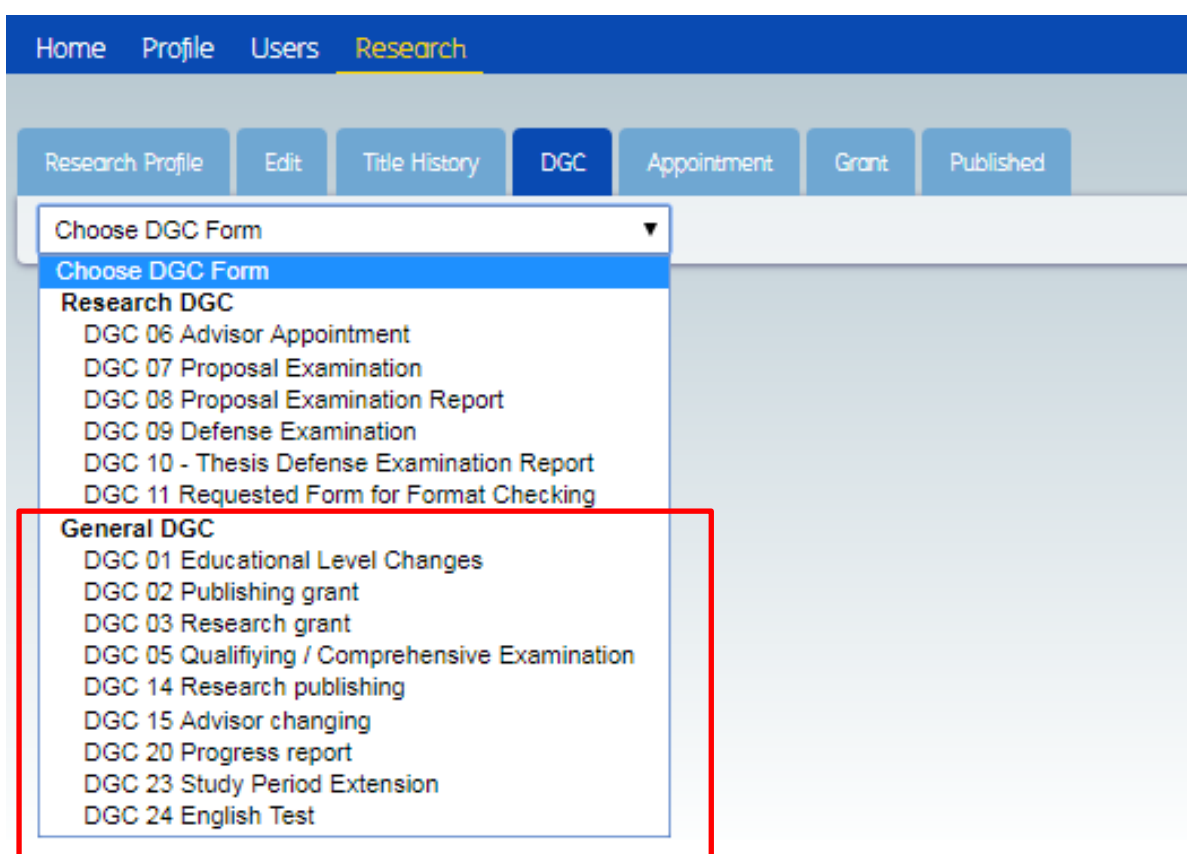 Home Profile Users Research
Research Profile Edit Title History DGC Appointment Grant Published
Choose DGC Form
Choose DGC Form
Research DGC
DGC 06 Advisor Appointment
DGC 07 Proposal Examination
DGC 08 Proposal Examination Report
DGC 09 Defense Examination
DGC 10 - Thesis Defense Examination Report
DGC 11 Requested Form for Format Checking
General DGC
DGC 01 Educational Level Changes
DGC 02 Publishing grant
DGC 03 Research grant
DGC 05 Qualifiying / Comprehensive Examination
DGC 14 Research publishing
DGC 15 Advisor changing
DGC 20 Progress report
DGC 23 Study Period Extension
DGC 24 English Test